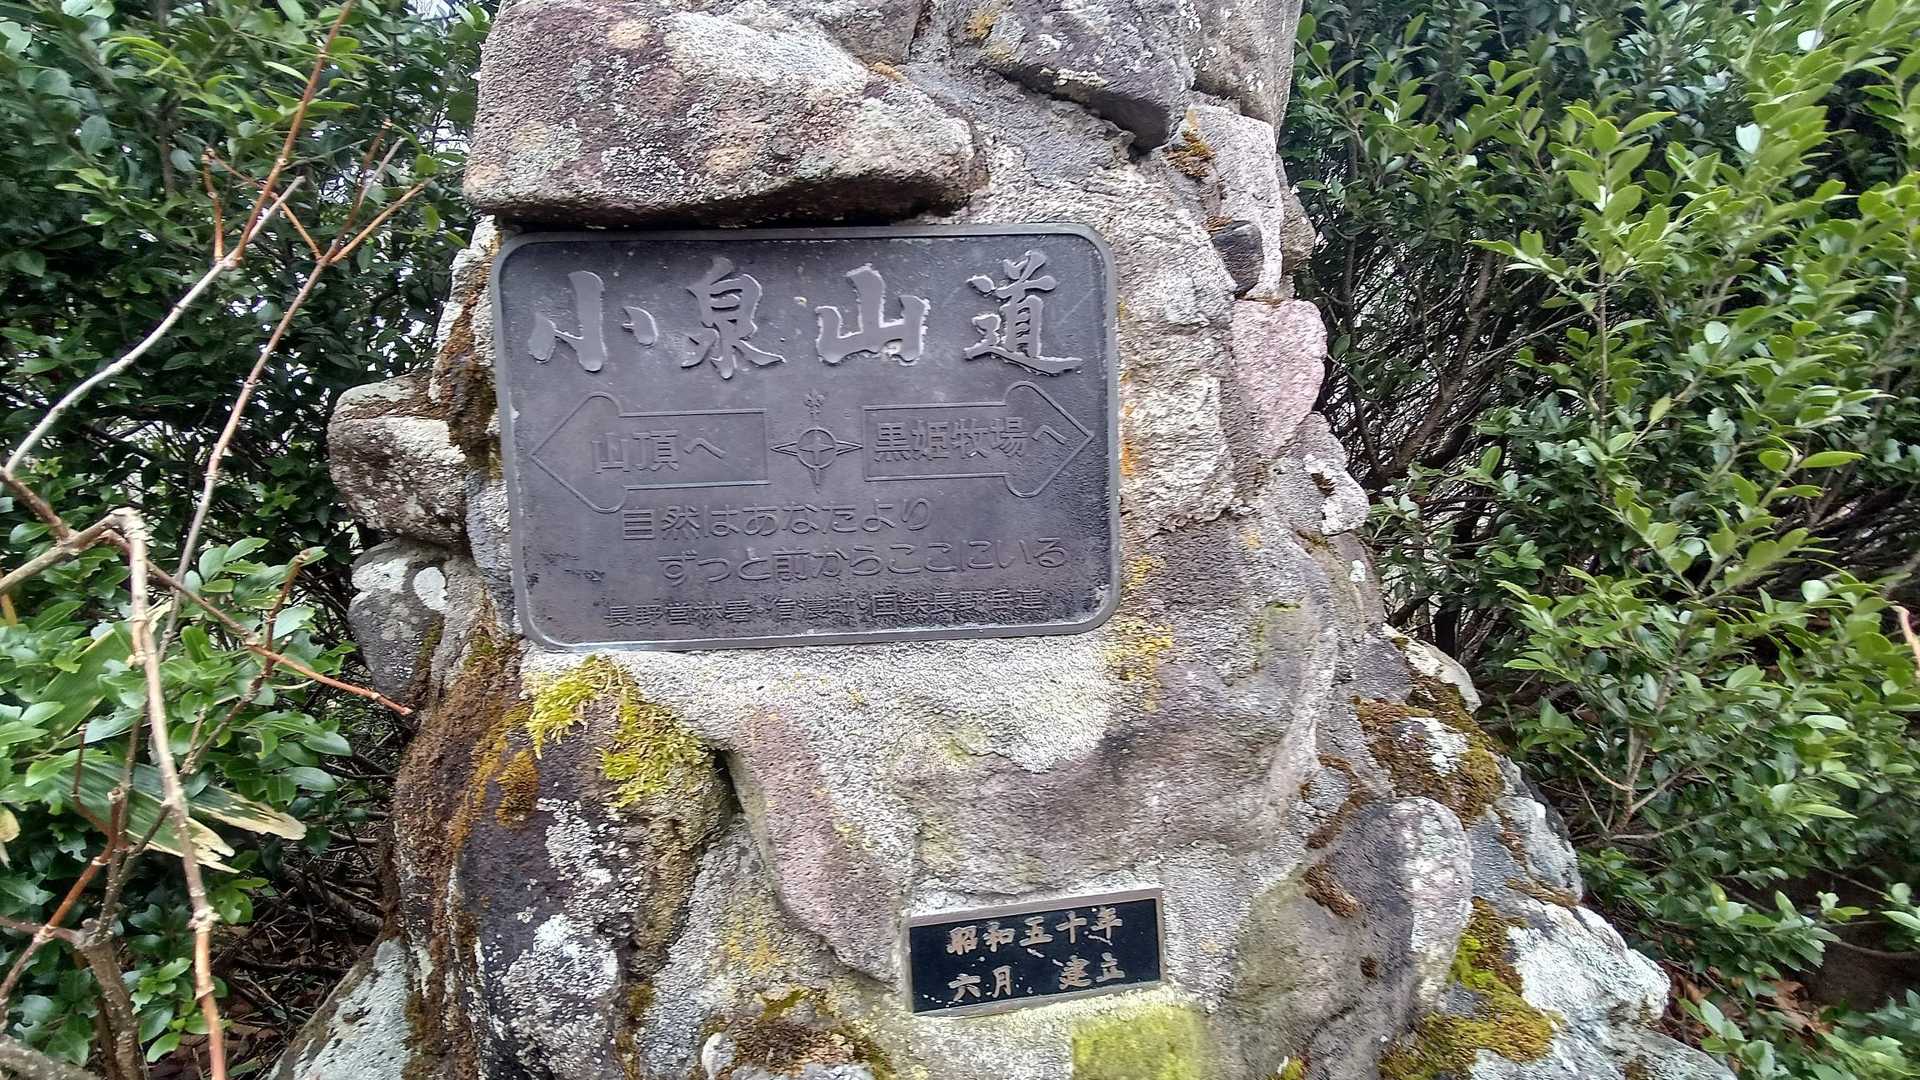 小泉山道
山頂へ
黒姫牧場へ
自然はあなたより
ずっと前からここにいる
長野営林署・信濃町・国鉄長野鉄道
昭和五十年
六月 建立